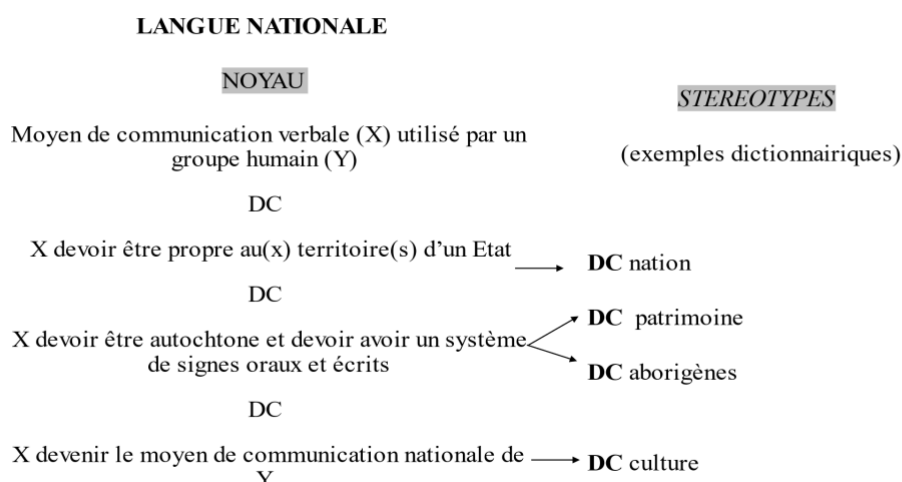 LANGUE NATIONALE
NOYAU
STEREOTYPES
Moyen de communication verbale (X) utilisé par un
groupe humain (Y)
(exemples dictionnairiques)
DC
X devoir être propre au(x) territoire(s) d’un Etat
DC nation
DC
DC patrimoine
X devoir être autochtone et devoir avoir un système
de signes oraux et écrits
DC aborigènes
DC
X devenir le moyen de communication nationale de
Y
DC culture